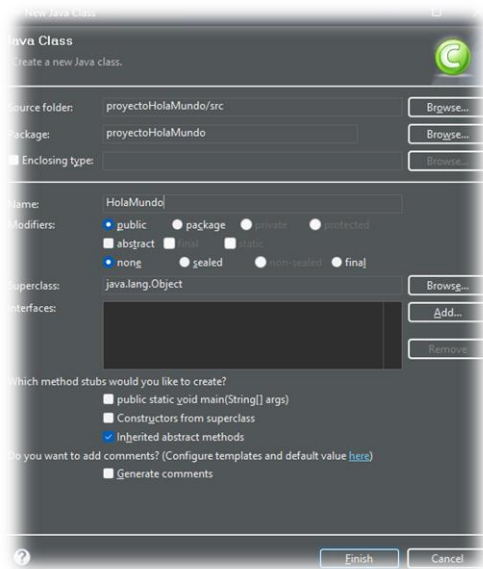 New Java Class
Java Class
Create a new Java class.
Source folder: proyectoHolaMundo/src Browse...
Package: proyectoHolaMundo Browse...
Enclosing type: Browse...
Name: HolaMundo
Modifiers: public package private protected
abstract final static
none sealed non-sealed final
Superclass: java.lang.Object Browse...
Interfaces: Add...
Remove
Which method stubs would you like to create?
public static void main(String[] args)
Constructors from superclass
Inherited abstract methods
Do you want to add comments? (Configure templates and default value here)
Generate comments
? Finish Cancel